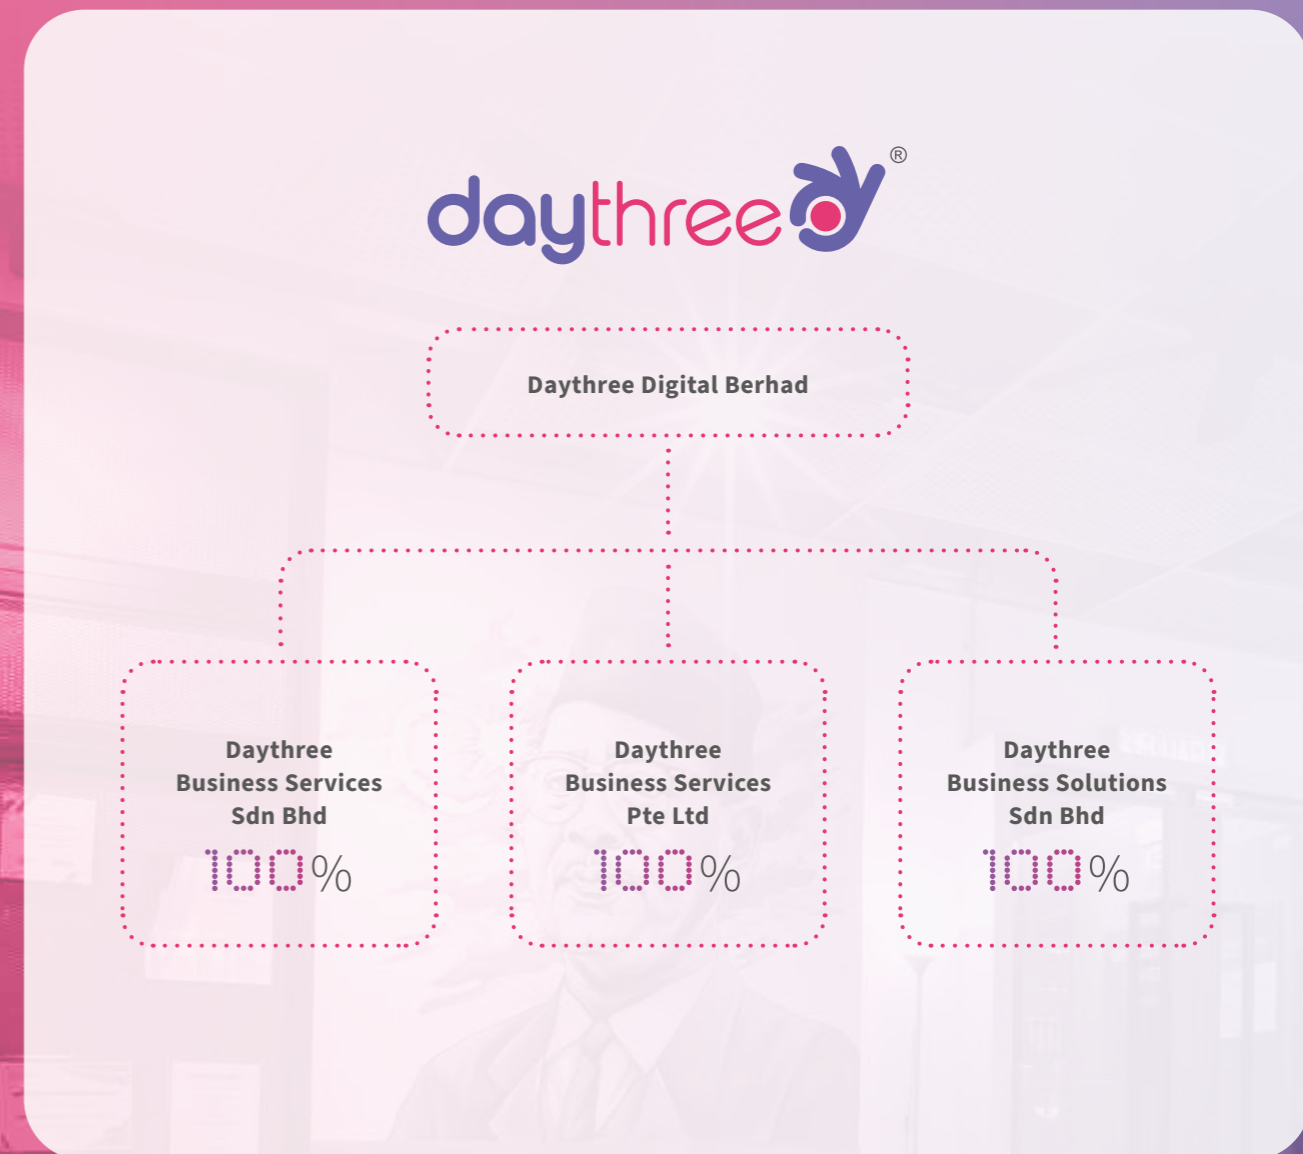 daythree®
Daythree Digital Berhad
Daythree
Business Services
Sdn Bhd
100%
Daythree
Business Services
Pte Ltd
100%
Daythree
Business Solutions
Sdn Bhd
100%